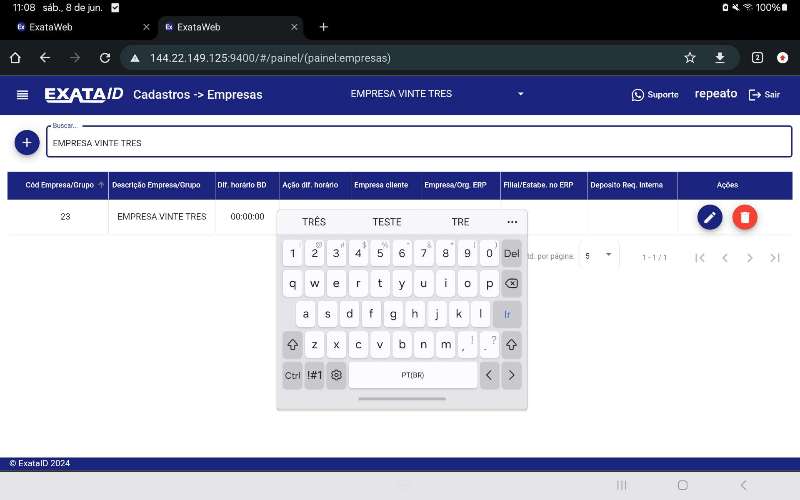 11:08 sáb., 8 de jun. 100%
ExataWeb ExataWeb
144.22.149.125:9400/#/painel/(painel:empresas) 2
EXATAID Cadastros -> Empresas EMPRESA VINTE TRES Suporte repeato Sair
Buscar...
EMPRESA VINTE TRES
Cód Empresa/Grupo Descrição Empresa/Grupo Dif. horário BD Ação dif. horário Empresa cliente Empresa/Org. ERP Filial/Estabe. no ERP Deposito Req. Interna Ações
23 EMPRESA VINTE TRES 00:00:00
TRÊS TESTE TRE ...
td. por página. 5 1 - 1 / 1
! @ # $ % ^ & * ( )
1 2 3 4 5 6 7 8 9 0 Del
q w e r t y u i o p
a s d f g h j k l Ir
z x c v b n m , ! . ?
Ctrl !#1 PT(BR) < >
© ExataID 2024